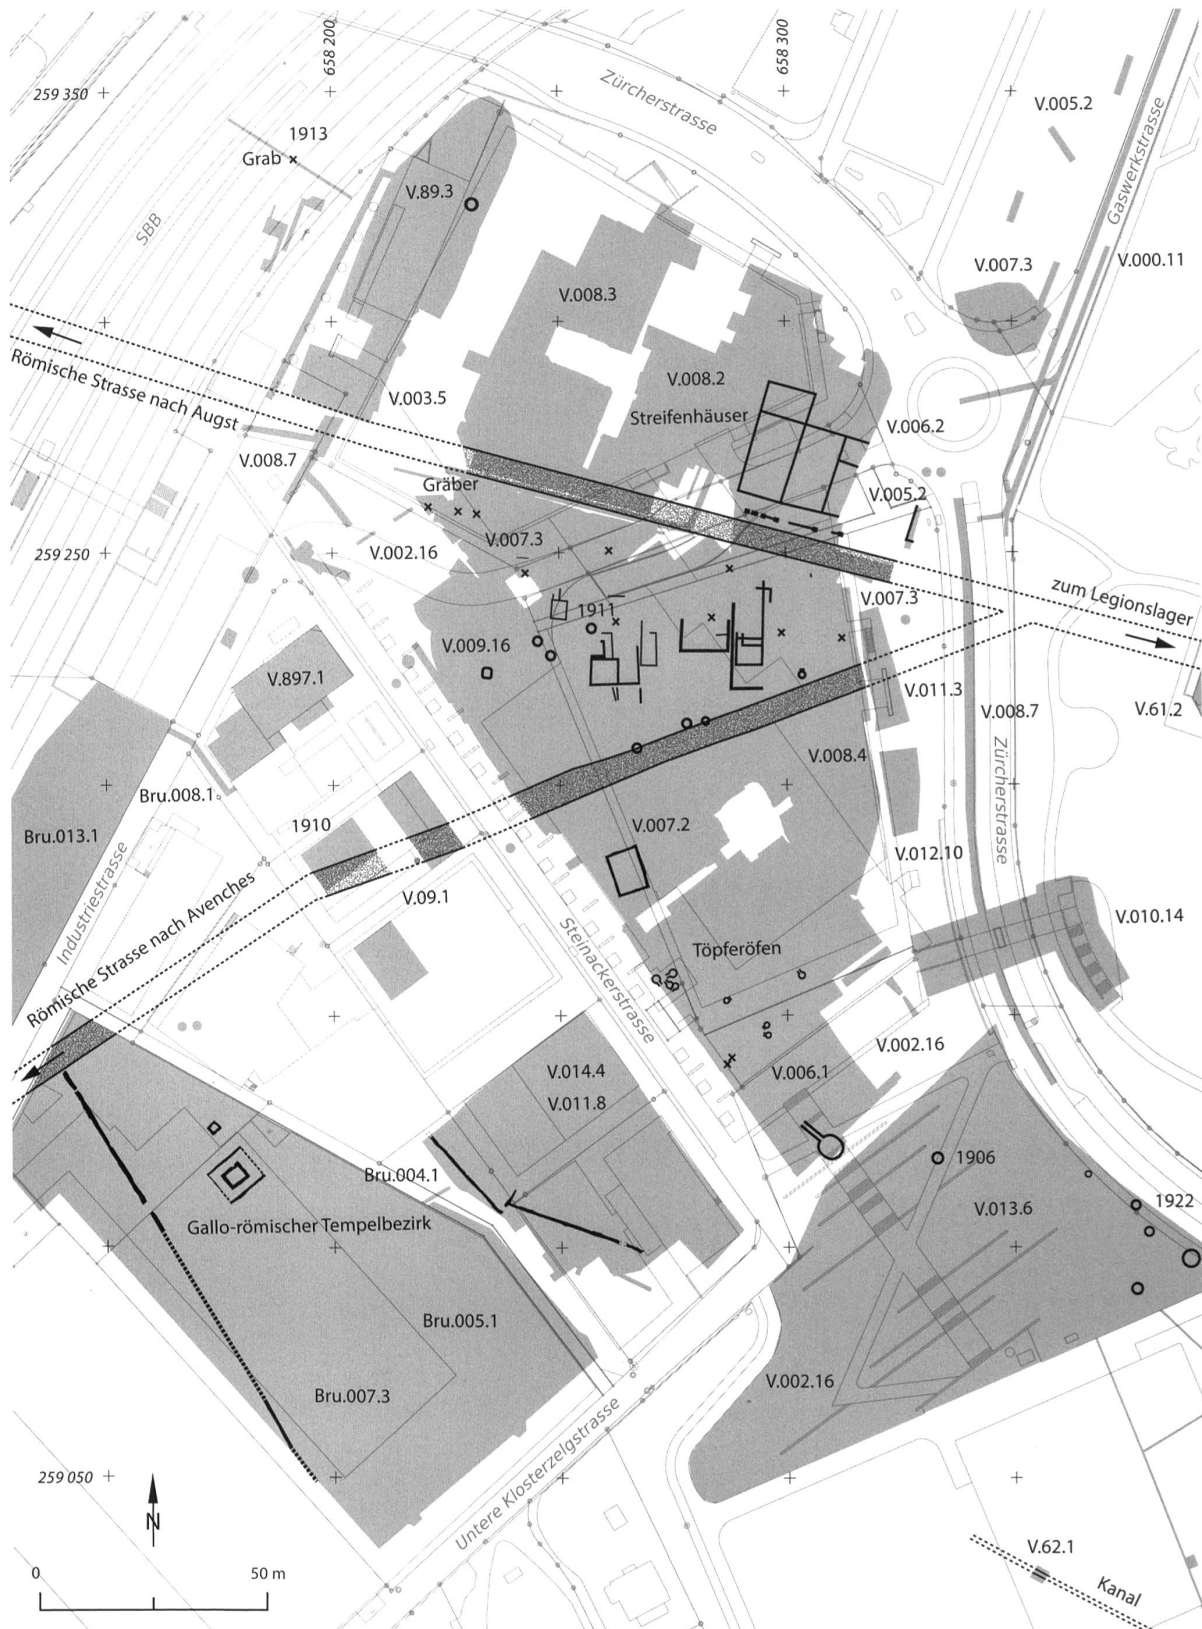 658 200
658 300
Zürcherstrasse
259 350
V.005.2
1913
Grab
Gaswerkstrasse
V.89.3
SBB
V.007.3
V.000.11
V.008.3
Römische Strasse nach Augst
V.008.2
V.003.5
Streifenhäuser
V.006.2
V.008.7
Gräber
V.005.2
V.007.3
259 250
V.002.16
zum Legionslager
1911
V.007.3
V.009.16
V.897.1
V.011.3
V.008.7
V.61.2
V.008.4
Zürcherstrasse
Bru.008.1
1910
V.007.2
Bru.013.1
V.012.10
V.09.1
Industriestrasse
Römische Strasse nach Avenches
V.010.14
Steinackerstrasse
Töpferöfen
V.002.16
V.014.4
V.006.1
V.011.8
1906
Bru.004.1
1922
V.013.6
Gallo-römischer Tempelbezirk
Bru.005.1
V.002.16
Bru.007.3
Untere Klosterzelgstrasse
259 050
N
V.62.1
0
50 m
Kanal